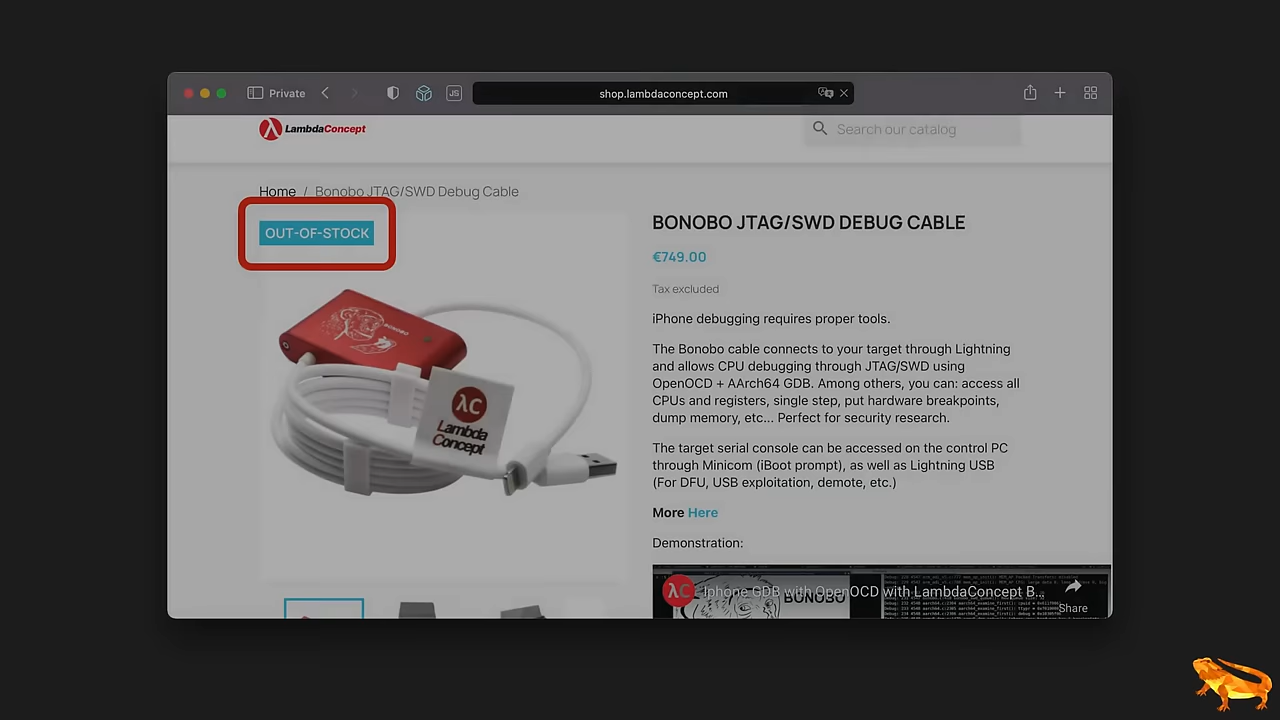 Private
JS
shop.lambdaconcept.com
LambdaConcept
Search our catalog
Home / Bonobo JTAG/SWD Debug Cable
OUT-OF-STOCK
BONOBO JTAG/SWD DEBUG CABLE
€749.00
Tax excluded
iPhone debugging requires proper tools.
The Bonobo cable connects to your target through Lightning
and allows CPU debugging through JTAG/SWD using
OpenOCD + AArch64 GDB. Among others, you can: access all
CPUs and registers, single step, put hardware breakpoints,
dump memory, etc... Perfect for security research.
The target serial console can be accessed on the control PC
through Minicom (iBoot prompt), as well as Lightning USB
(For DFU, USB exploitation, demote, etc.)
More Here
Demonstration:
BONOBO
λC
Lambda
Concept
λC
Iphone GDB with OpenOCD with LambdaConcept B...
BONOBO
Share